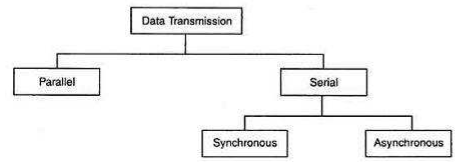 Data Transmission
Parallel
Serial
Synchronous
Asynchronous